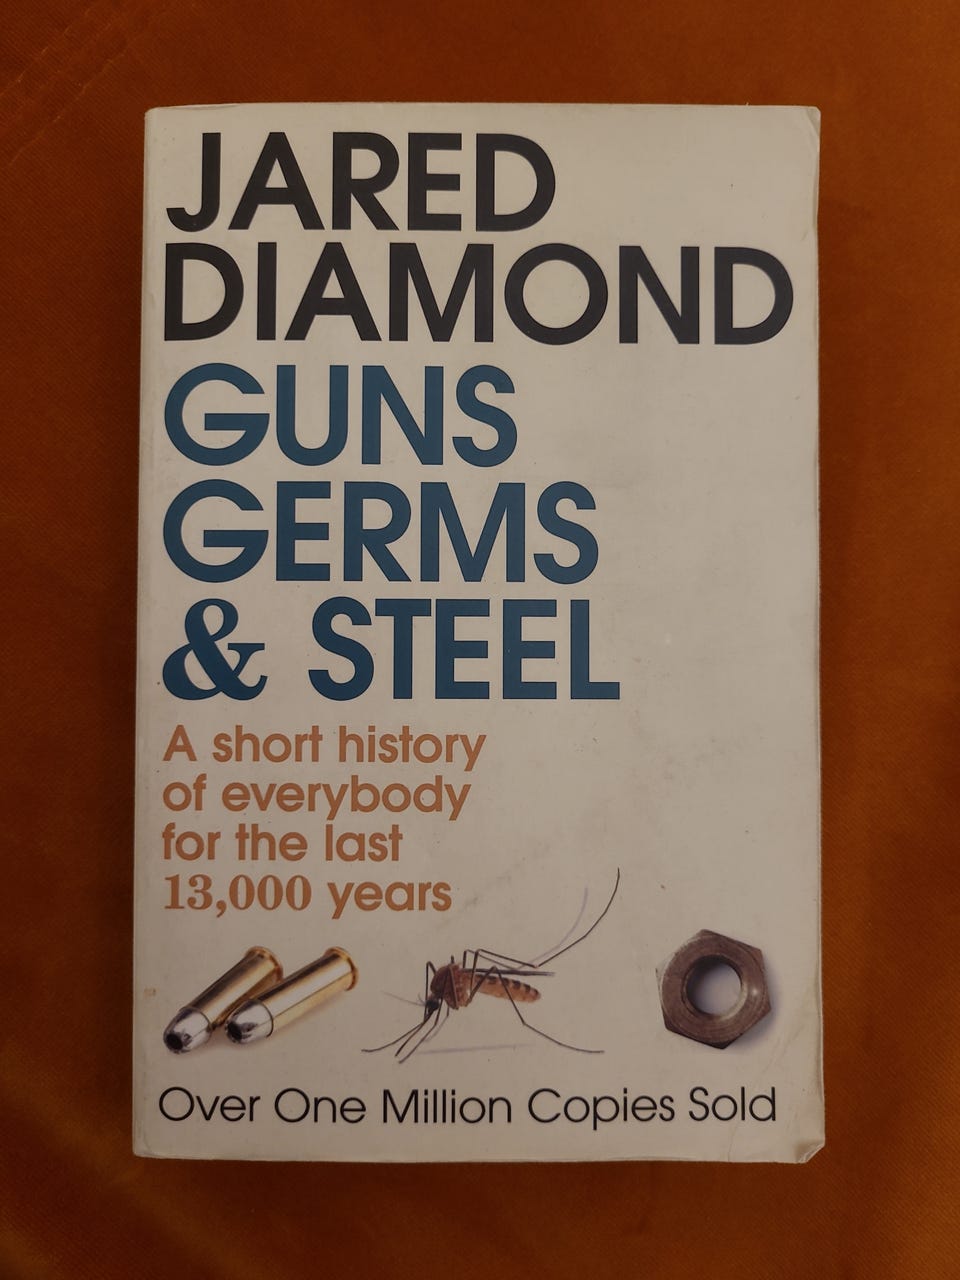 JARED
DIAMOND
GUNS
GERMS
& STEEL
A short history
of everybody
for the last
13,000 years
Over One Million Copies Sold